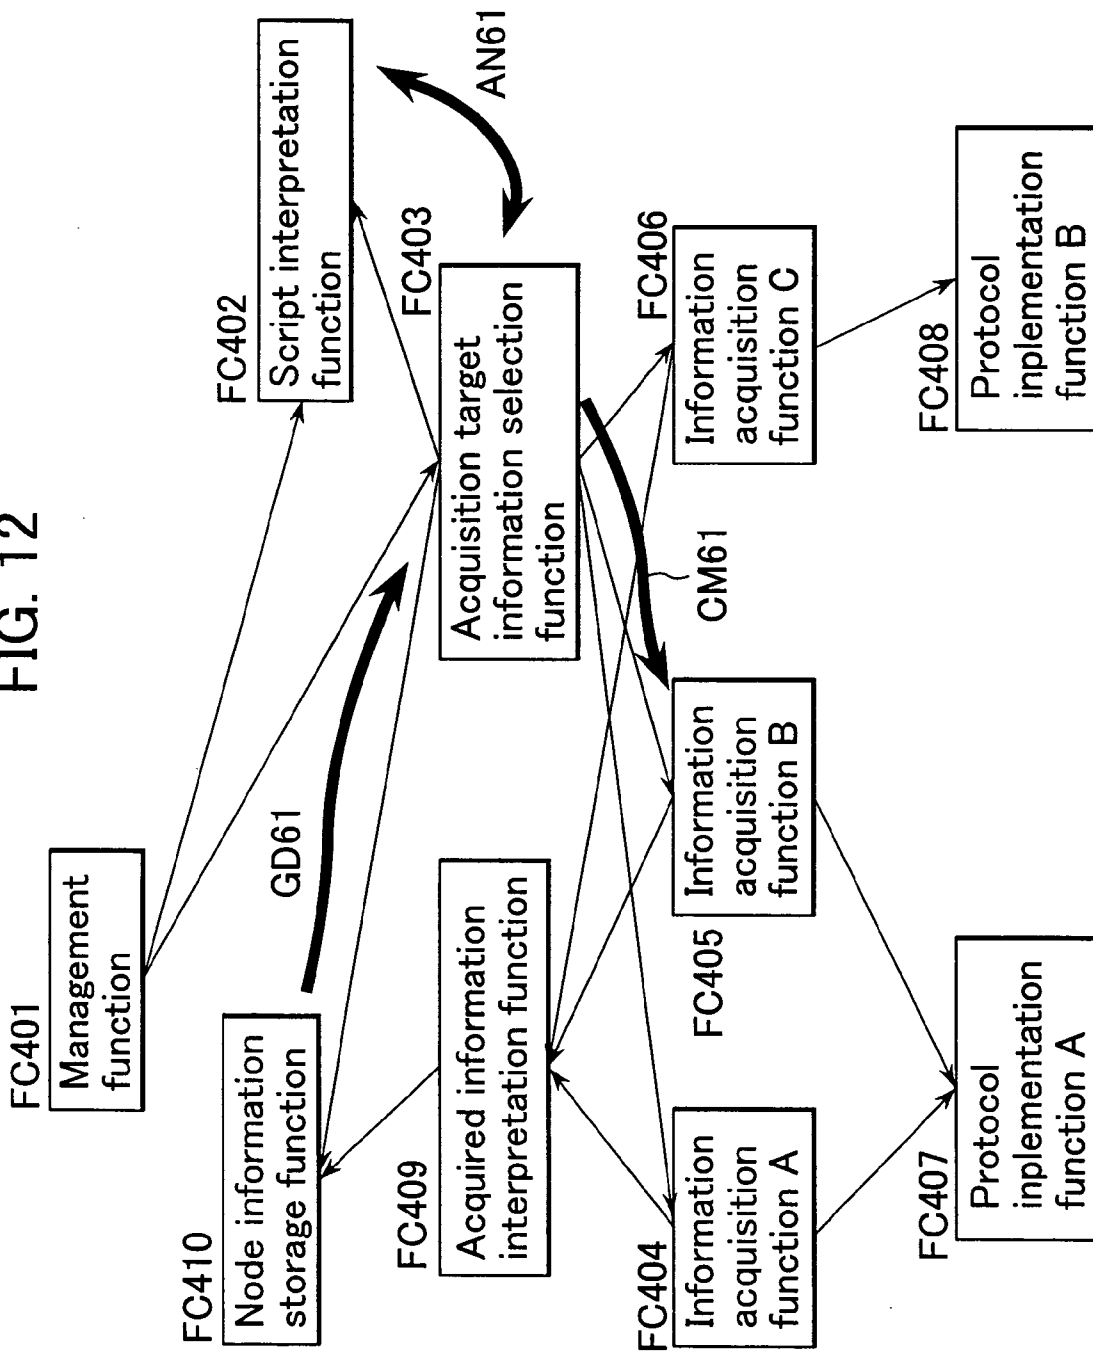 FIG. 12
FC401
Management
function
FC402
Script interpretation
function
AN61
FC410
Node information
storage function
GD61
FC403
Acquisition target
information selection
function
FC409
Acquired information
interpretation function
CM61
FC404
Information
acquisition
function A
FC405
Information
acquisition
function B
FC406
Information
acquisition
function C
FC407
Protocol
inplementation
function A
FC408
Protocol
inplementation
function B